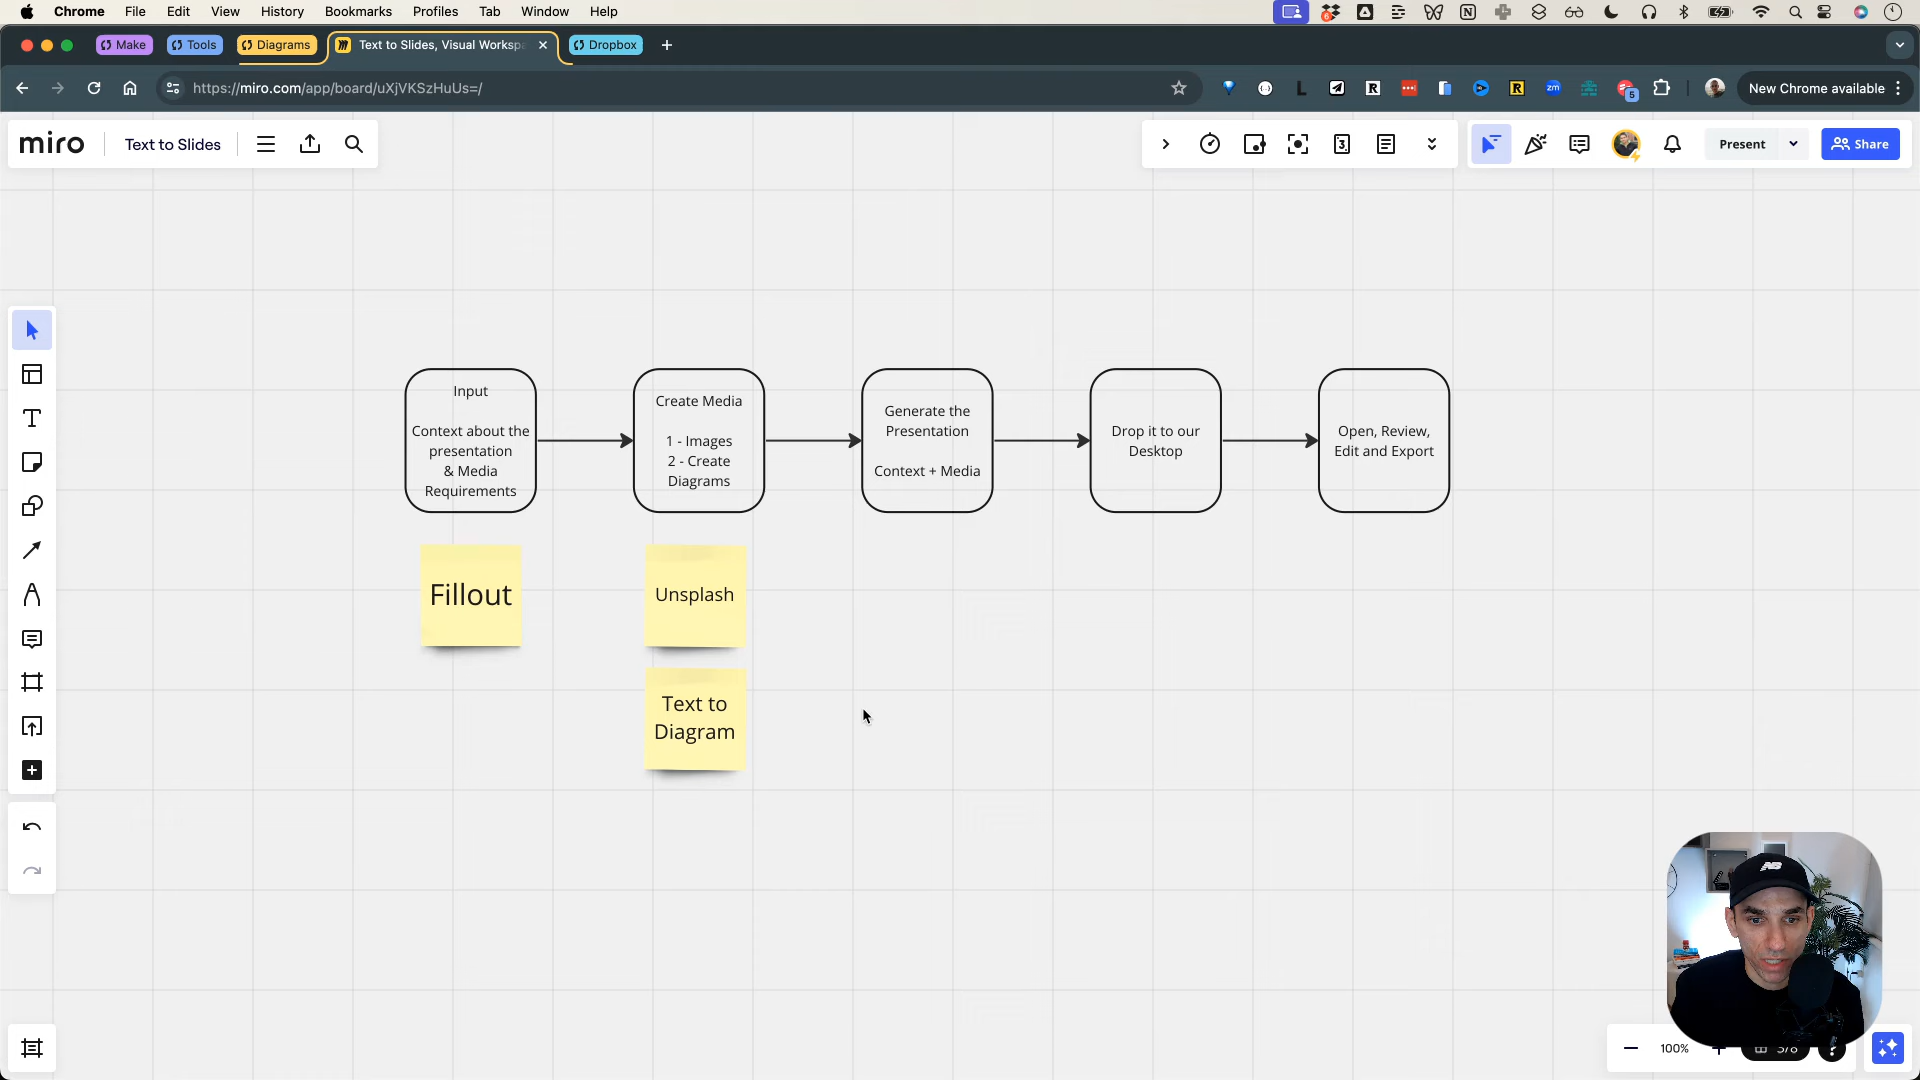 Chrome File Edit View History Bookmarks Profiles Tab Window Help
6
Make Tools Diagrams Text to Slides, Visual Workspa Dropbox
https://miro.com/app/board/uXjVKSzHuUs=/
5
New Chrome available
miro Text to Slides
3
Present
Share
Input
Context about the
presentation
& Media
Requirements
Create Media
1 - Images
2 - Create
Diagrams
Generate the
Presentation
Context + Media
Drop it to our
Desktop
Open, Review,
Edit and Export
Fillout
Unsplash
Text to
Diagram
100%